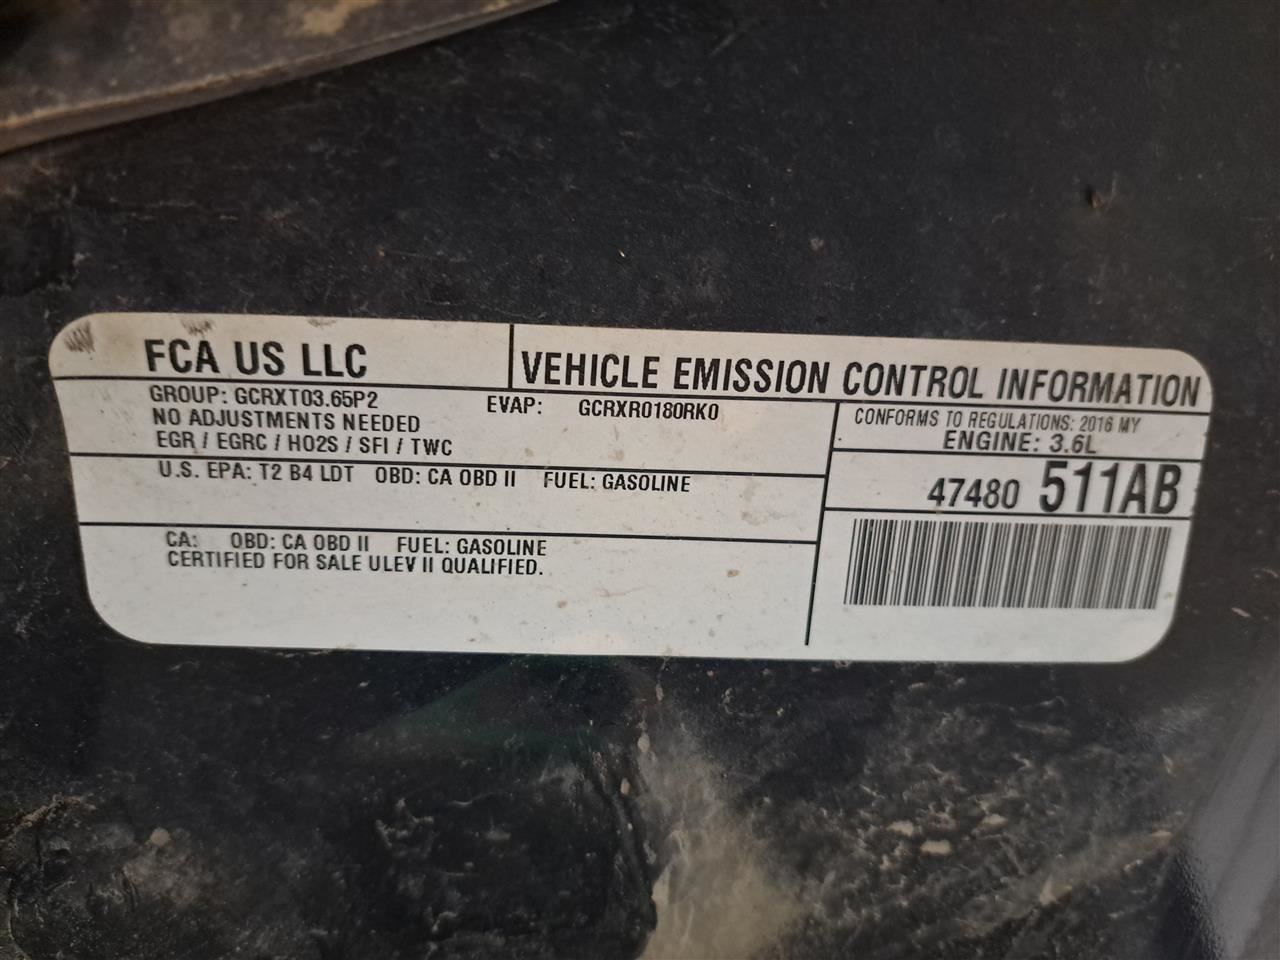 FCA US LLC
VEHICLE EMISSION CONTROL INFORMATION
GROUP: GCRXT03.65P2
EVAP: GCRXR0180RK0
NO ADJUSTMENTS NEEDED
EGR / EGRC / HO2S / SFI / TWC
CONFORMS TO REGULATIONS: 2016 MY
ENGINE: 3.6L
U.S. EPA: T2 B4 LDT OBD: CA OBD II FUEL: GASOLINE
47480 511AB
CA: OBD: CA OBD II FUEL: GASOLINE
CERTIFIED FOR SALE ULEV II QUALIFIED.